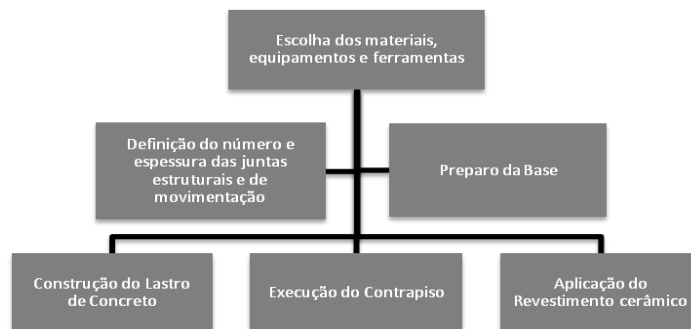 Escolha dos materiais,
equipamentos e ferramentas
Definição do número e
espessura das juntas
estruturais e de
movimentação
Preparo da Base
Construção do Lastro
de Concreto
Execução do Contrapiso
Aplicação do
Revestimento cerâmico